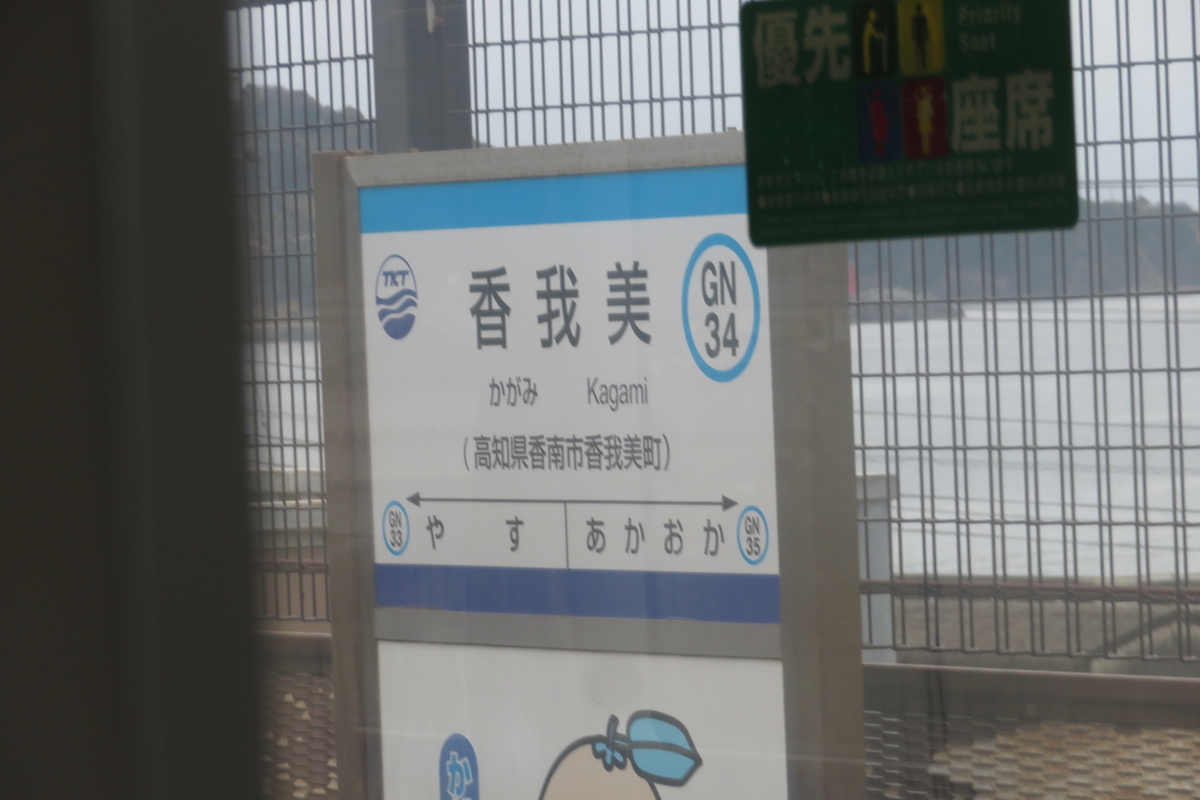 優先
Priority
Seat
座席
TKT
香我美
GN
34
かがみ Kagami
(高知県香南市香我美町)
GN
33
やす
あかおか
GN
35
か